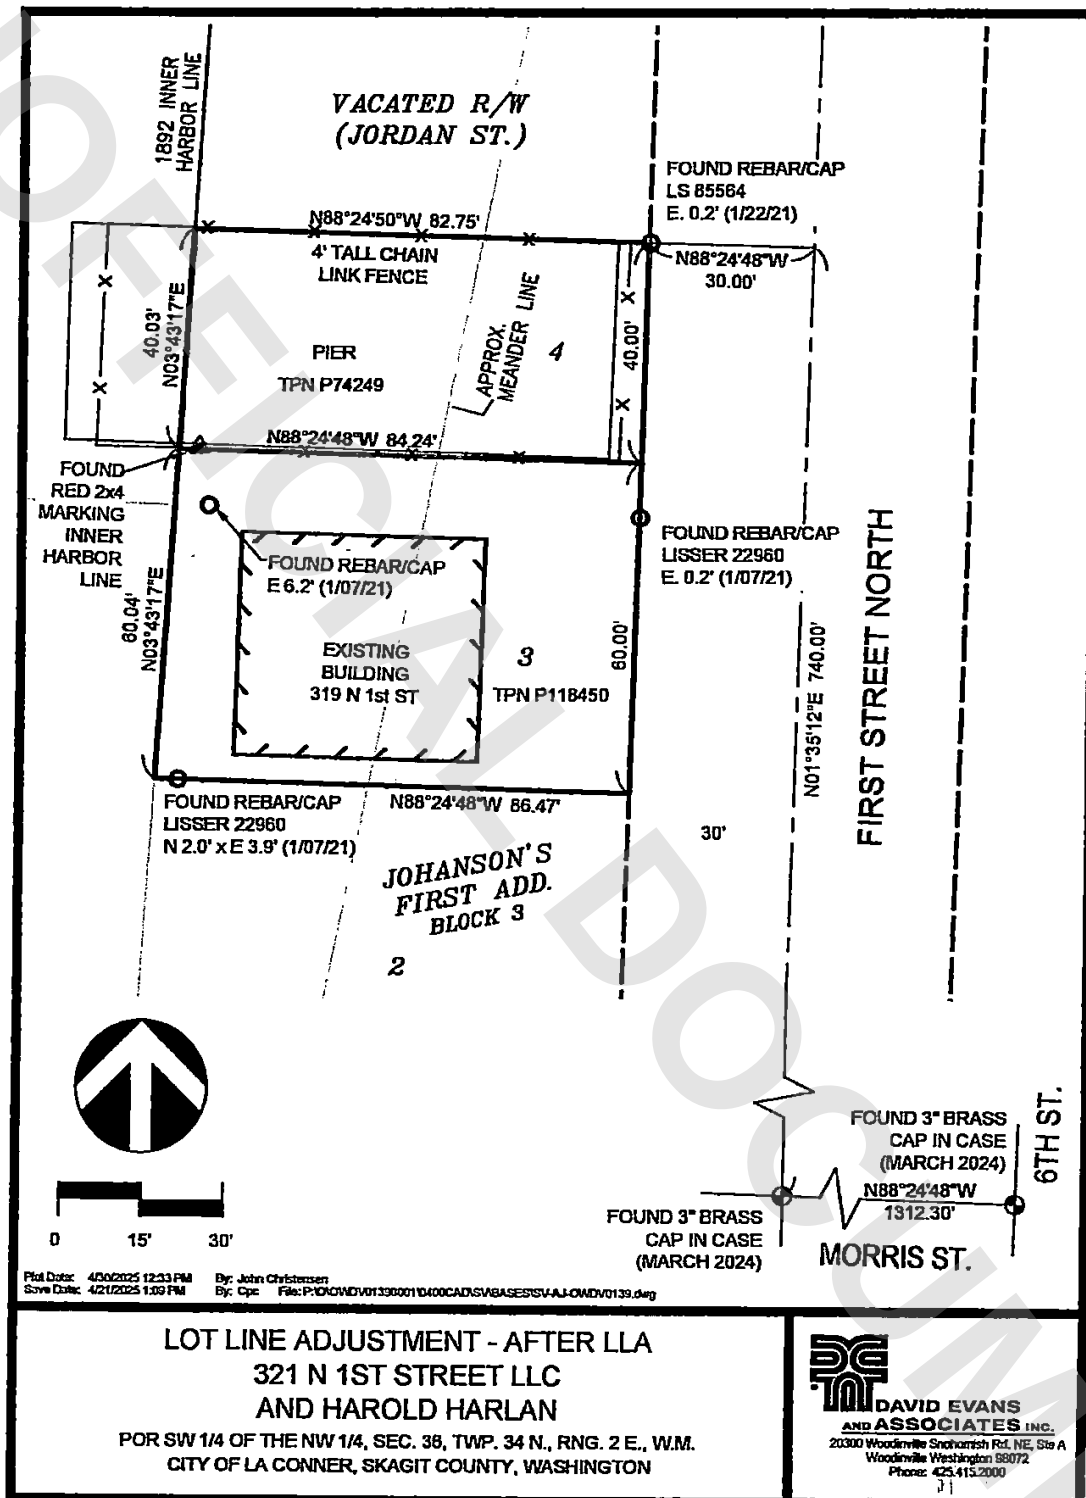 1892 INNER
HARBOR LINE
VACATED R/W
(JORDAN ST.)
FOUND REBAR/CAP
LS 85564
E. 0.2' (1/22/21)
N88°24'50"W 82.75'
4' TALL CHAIN
LINK FENCE
N88°24'48"W
30.00'
40.03'
N03°43'17"E
PIER
TPN P74249
APPROX.
MEANDER LINE
4
40.00'
N88°24'48"W 84.24'
FOUND
RED 2x4
MARKING
INNER
HARBOR
LINE
FOUND REBAR/CAP
E 6.2' (1/07/21)
FOUND REBAR/CAP
LISSER 22960
E. 0.2' (1/07/21)
60.04'
N03°43'17"E
EXISTING
BUILDING
319 N 1st ST
3
TPN P118450
60.00'
N01°35'12"E 740.00'
FIRST STREET NORTH
FOUND REBAR/CAP
LISSER 22960
N 2.0' x E 3.9' (1/07/21)
N88°24'48"W 86.47'
30'
JOHANSON'S
FIRST ADD.
BLOCK 3
2
FOUND 3" BRASS
CAP IN CASE
(MARCH 2024)
6TH ST.
N88°24'48"W
1312.30'
FOUND 3" BRASS
CAP IN CASE
(MARCH 2024)
MORRIS ST.
0 15' 30'
Plot Date: 4/30/2025 12:33 PM By: John Christensen
Save Date: 4/21/2025 1:09 PM By: Cpc File:
LOT LINE ADJUSTMENT - AFTER LLA
321 N 1ST STREET LLC
AND HAROLD HARLAN
POR SW 1/4 OF THE NW 1/4, SEC. 36, TWP. 34 N., RNG. 2 E., W.M.
CITY OF LA CONNER, SKAGIT COUNTY, WASHINGTON
DAVID EVANS
AND ASSOCIATES INC.
20300 Woodinville Snohomish Rd, NE, Ste A
Woodinville Washington 98072
Phone: 425.415.2000
OFFICIAL DOCUM